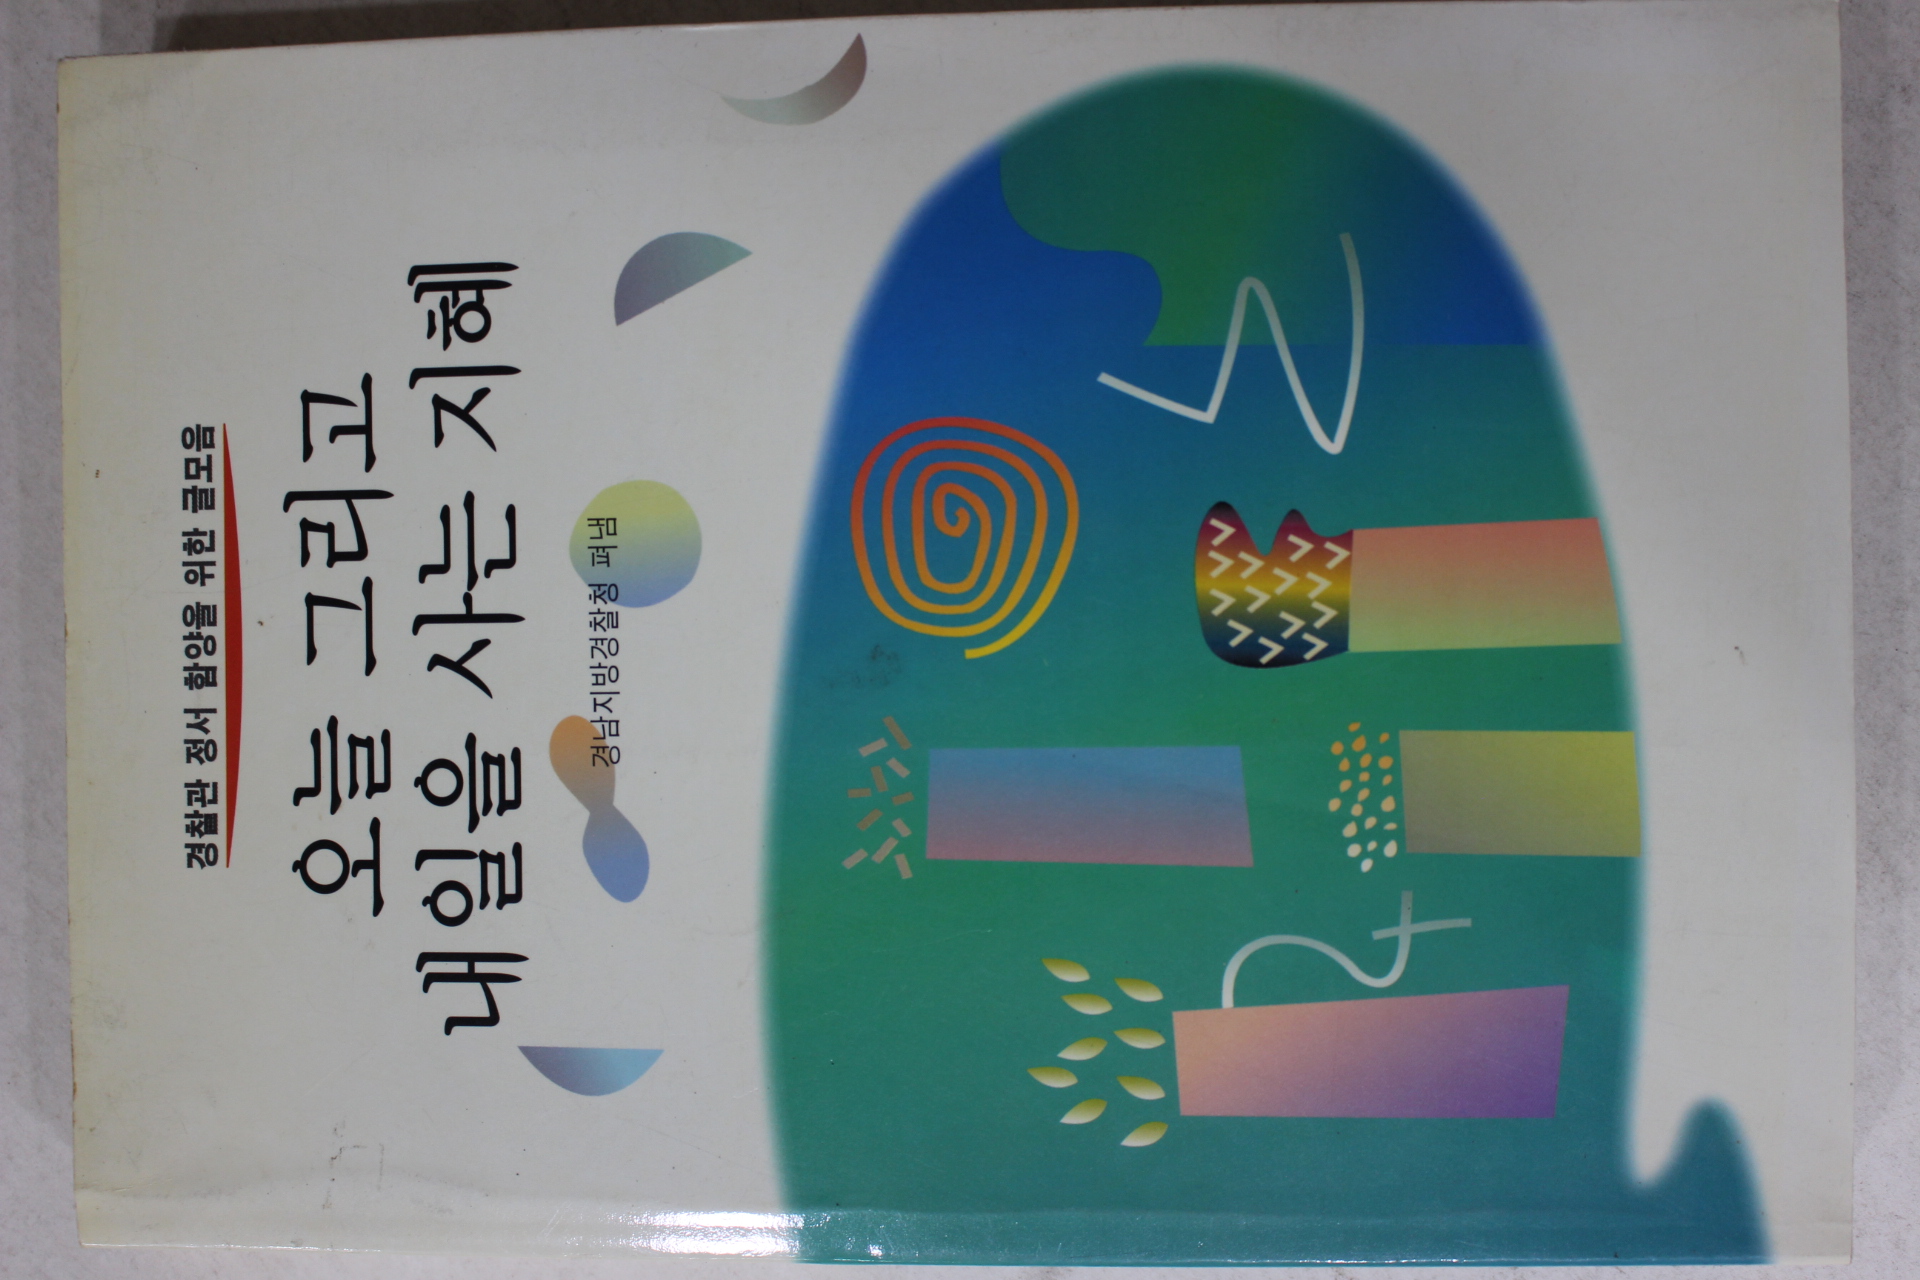 경찰관 정서 함양을 위한 글모음
오늘 그리고
내일을 사는 지혜
경남지방경찰청 펴냄